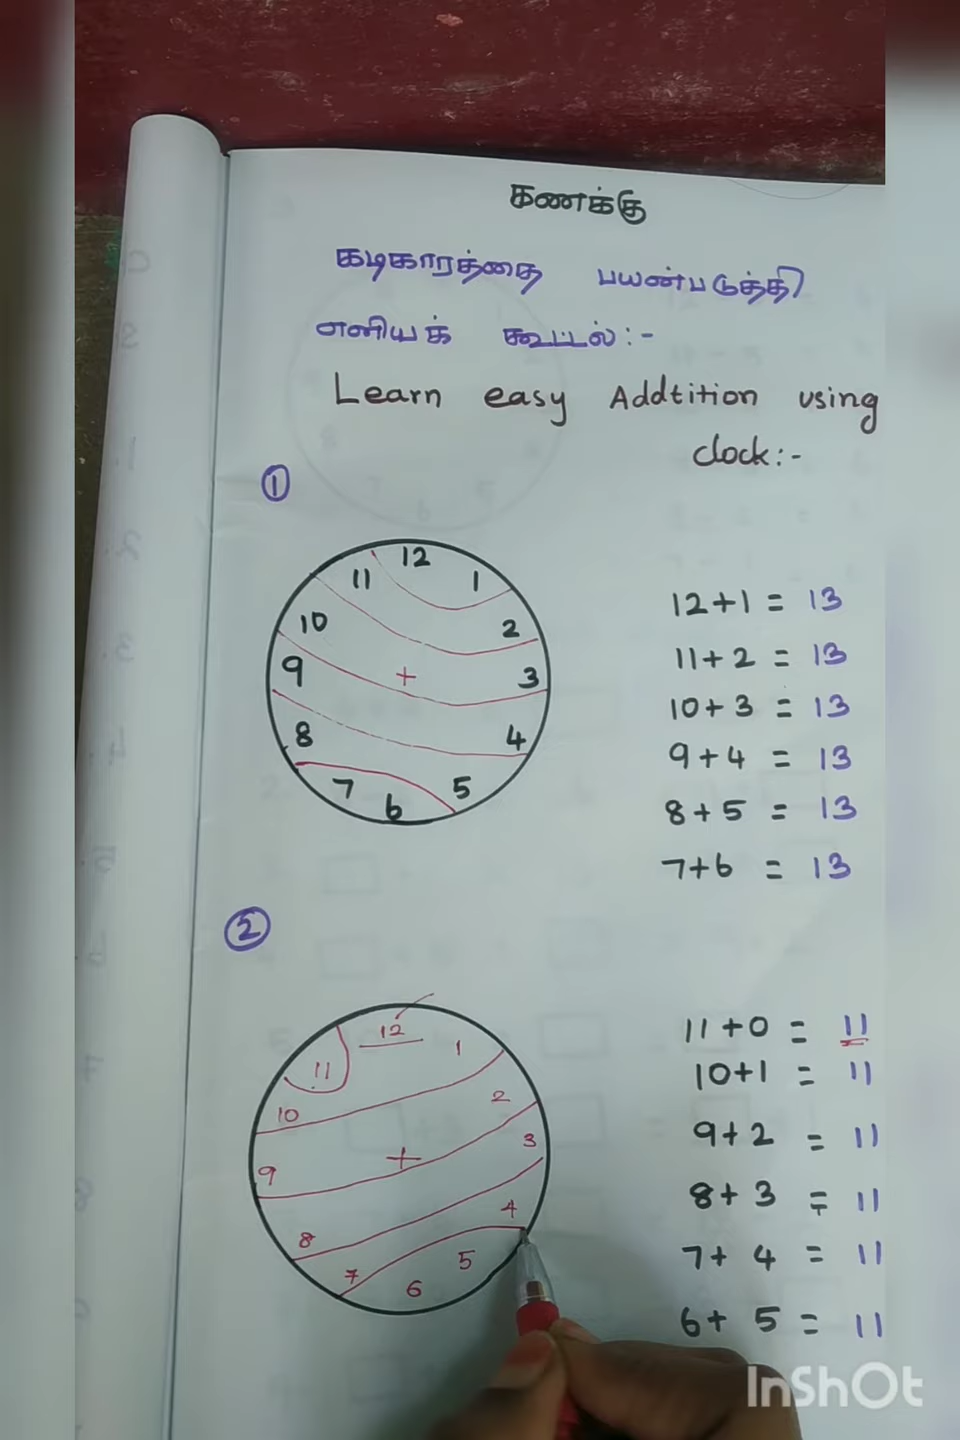 கணக்கு
கடிகாரத்தை பயன்படுத்தி
எளியக் கூட்டல் :-
Learn easy Addtition using
clock:-
1
12
11 1
10 2
9 + 3
8 4
7 5
6
12+1 = 13
11+2 = 13
10+3 = 13
9+4 = 13
8+5 = 13
7+6 = 13
2
12
11 1
10 2
9 + 3
8 4
7 5
6
11+0 = 11
10+1 = 11
9+2 = 11
8+3 = 11
7+4 = 11
6+5 = 11
InShOt